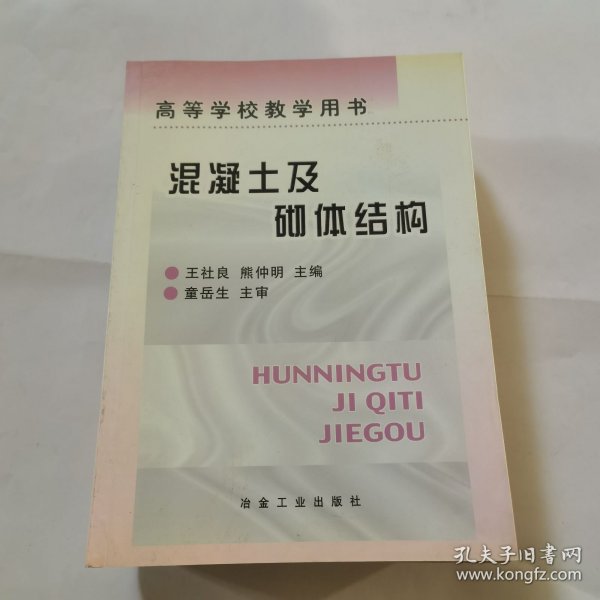 高等学校教学用书
混凝土及
砌体结构
王社良 熊仲明 主编
童岳生 主审
HUNNINGTU
JI QITI
JIEGOU
冶金工业出版社
孔夫子旧书网
www.kongfz.com